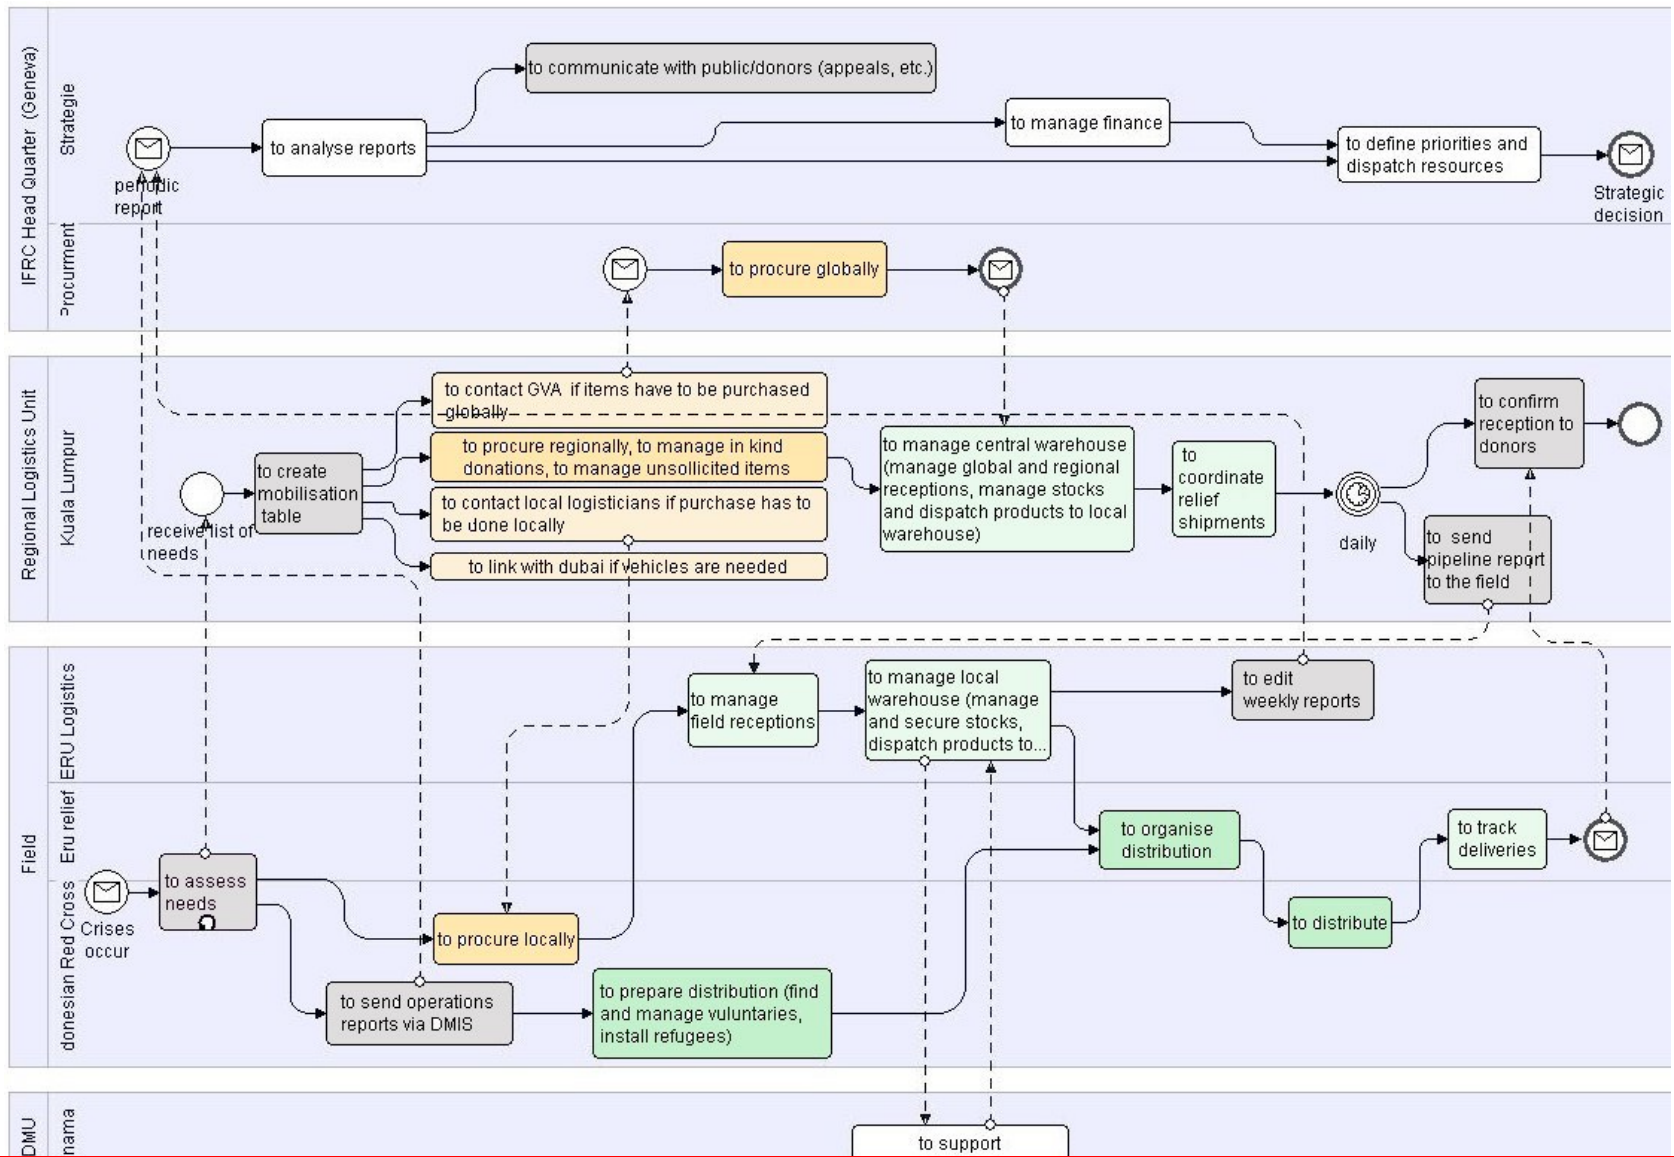 IFRC Head Quarter (Geneva)
Strategie
to communicate with public/donors (appeals, etc.)
to manage finance
to analyse reports
to define priorities and
dispatch resources
periodic
report
Strategic
decision
Procurment
to procure globally
Regional Logistics Unit
Kuala Lumpur
to contact GVA if items have to be purchased
globally
to procure regionally, to manage in kind
donations, to manage unsollicited items
to contact local logisticians if purchase has to
be done locally
to link with dubai if vehicles are needed
to create
mobilisation
table
receive list of
needs
to manage central warehouse
(manage global and regional
receptions, manage stocks
and dispatch products to local
warehouse)
to
coordinate
relief
shipments
daily
to confirm
reception to
donors
to send
pipeline report
to the field
Field
ERU Logistics
to manage
field receptions
to manage local
warehouse (manage
and secure stocks,
dispatch products to...
to edit
weekly reports
Eru relief
to organise
distribution
to track
deliveries
to assess
needs
Crises
occur
donesian Red Cross
to procure locally
to distribute
to send operations
reports via DMIS
to prepare distribution (find
and manage voluntaries,
install refugees)
DMU
nama
to support